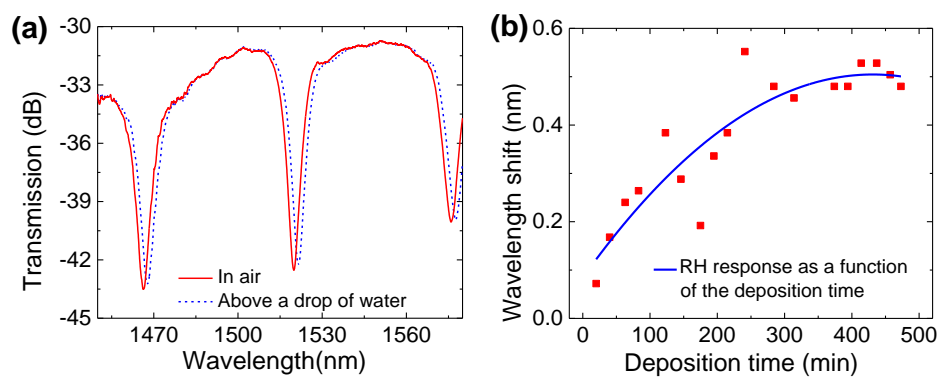 (a)
-30
-33
-36
-39
-42
-45
Transmission (dB)
In air
Above a drop of water
1470 1500 1530 1560
Wavelength(nm)
(b)
0.6
0.4
0.2
0.0
Wavelength shift (nm)
RH response as a function
of the deposition time
0 100 200 300 400 500
Deposition time (min)